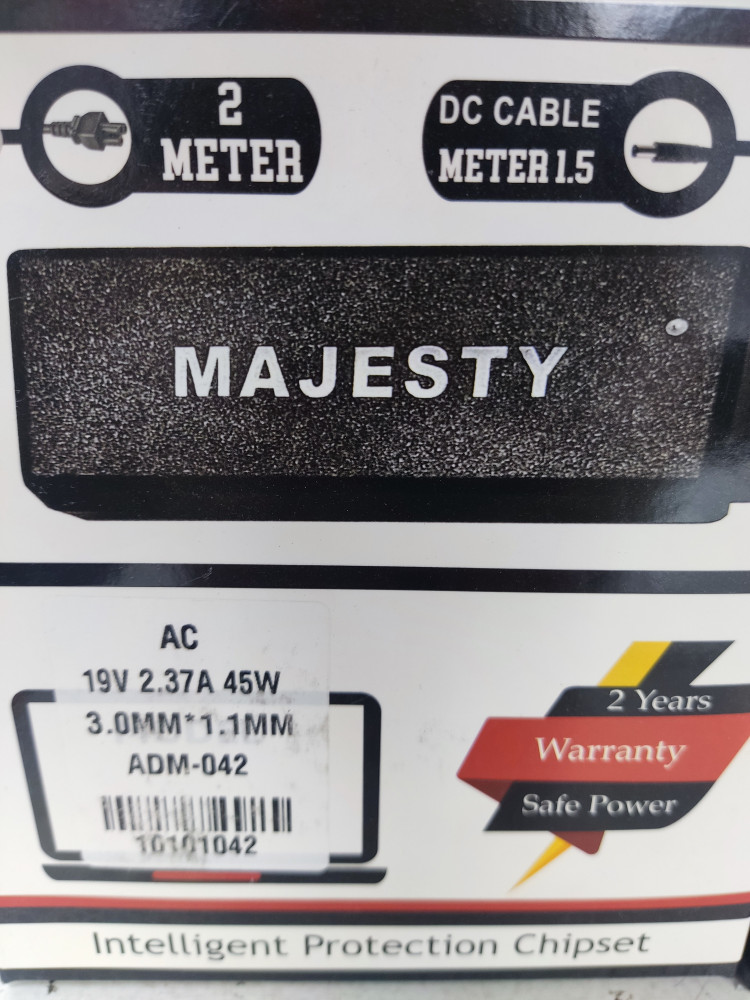 2
METER
DC CABLE
METER 1.5
MAJESTY
AC
19V 2.37A 45W
3.0MM*1.1MM
ADM-042
10101042
2 Years
Warranty
Safe Power
Intelligent Protection Chipset